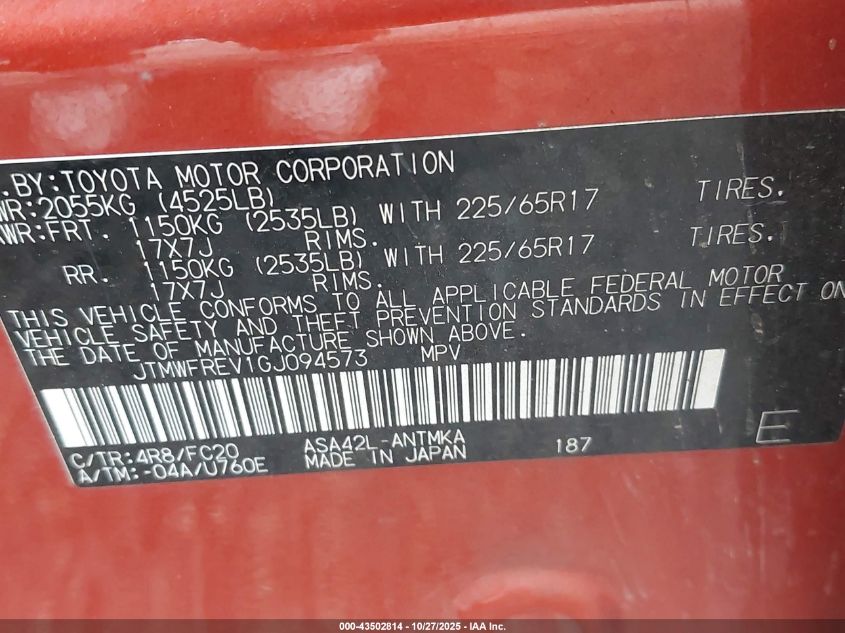 .BY:TOYOTA MOTOR CORPORATION
WR:2055KG (4525LB)
AWR:FRT. 1150KG (2535LB) WITH 225/65R17 TIRES.
17X7J RIMS.
RR. 1150KG (2535LB) WITH 225/65R17 TIRES.
17X7J RIMS.
THIS VEHICLE CONFORMS TO ALL APPLICABLE FEDERAL MOTOR
VEHICLE SAFETY AND THEFT PREVENTION STANDARDS IN EFFECT ON
THE DATE OF MANUFACTURE SHOWN ABOVE.
JTMWFREV1GJ094573 MPV
C/TR:4R8/FC20 ASA42L-ANTMKA 187 E
A/TM:-04A/U760E MADE IN JAPAN
000-43502814 - 10/27/2025 - IAA Inc.